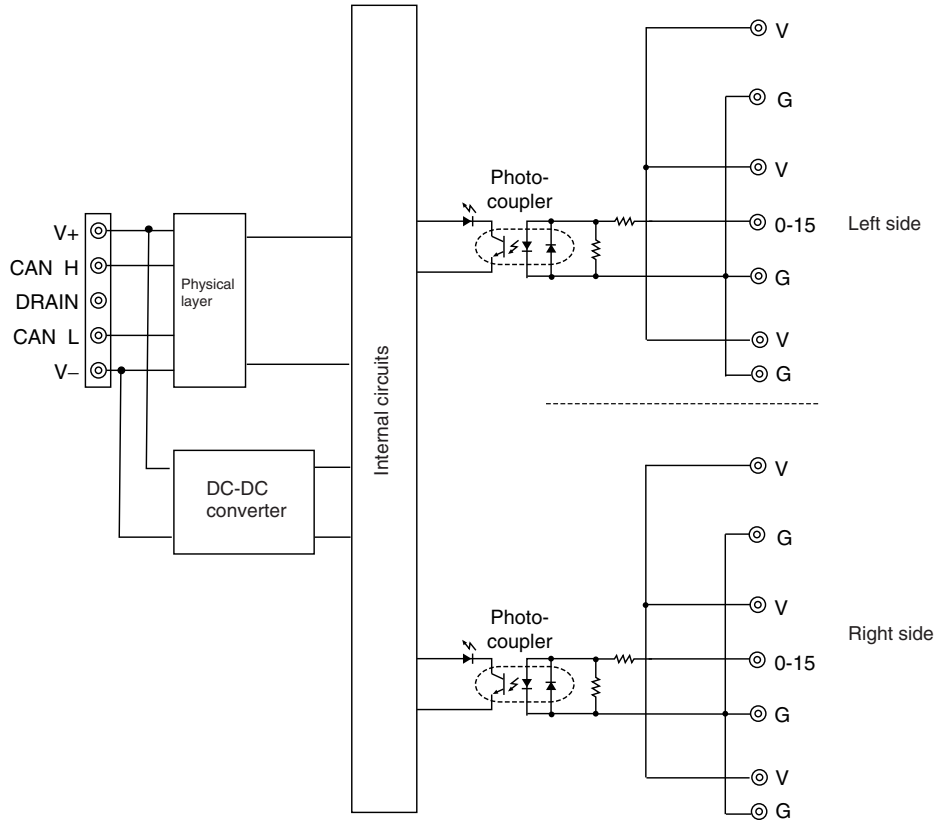 V
G
V
Photo-
coupler
0-15
Left side
G
V
G
V+
CAN H
DRAIN
CAN L
V–
Physical
layer
Internal circuits
DC-DC
converter
V
G
V
Photo-
coupler
0-15
Right side
G
V
G